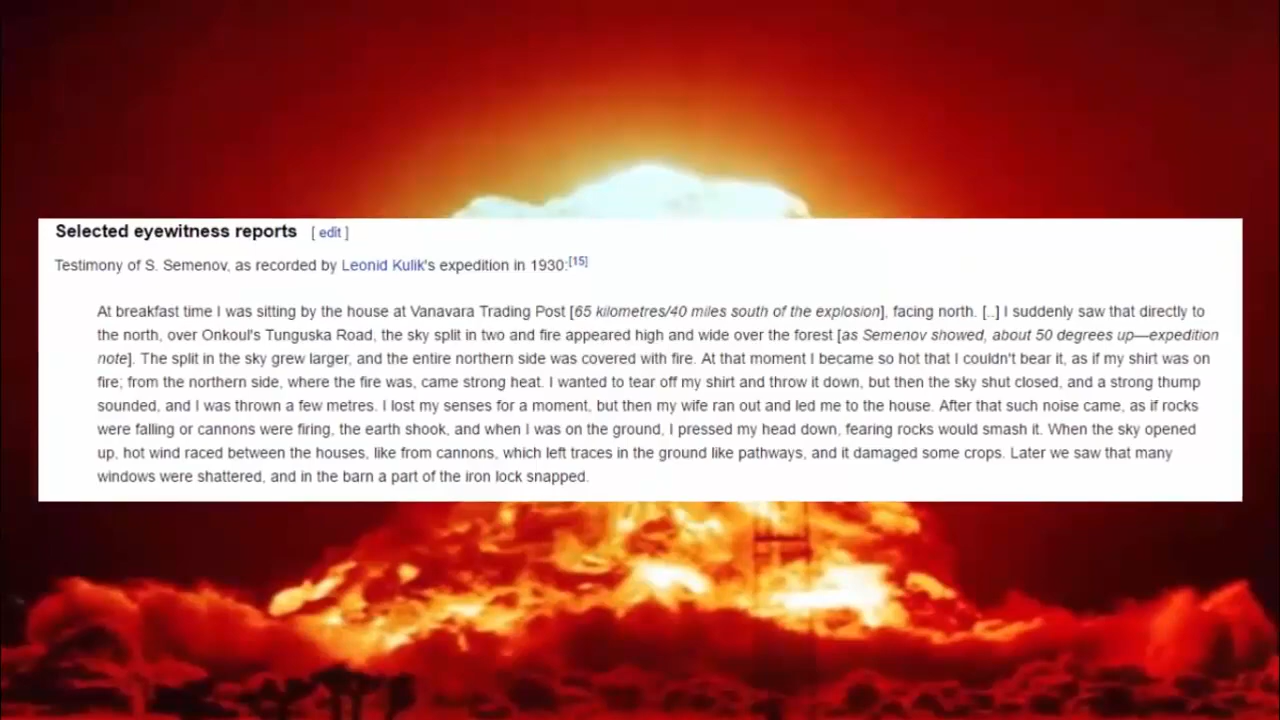 Selected eyewitness reports [ edit ]
Testimony of S. Semenov, as recorded by Leonid Kulik's expedition in 1930:[15]
At breakfast time I was sitting by the house at Vanavara Trading Post [65 kilometres/40 miles south of the explosion], facing north. [..] I suddenly saw that directly to
the north, over Onkoul's Tunguska Road, the sky split in two and fire appeared high and wide over the forest [as Semenov showed, about 50 degrees up—expedition
note]. The split in the sky grew larger, and the entire northern side was covered with fire. At that moment I became so hot that I couldn't bear it, as if my shirt was on
fire; from the northern side, where the fire was, came strong heat. I wanted to tear off my shirt and throw it down, but then the sky shut closed, and a strong thump
sounded, and I was thrown a few metres. I lost my senses for a moment, but then my wife ran out and led me to the house. After that such noise came, as if rocks
were falling or cannons were firing, the earth shook, and when I was on the ground, I pressed my head down, fearing rocks would smash it. When the sky opened
up, hot wind raced between the houses, like from cannons, which left traces in the ground like pathways, and it damaged some crops. Later we saw that many
windows were shattered, and in the barn a part of the iron lock snapped.